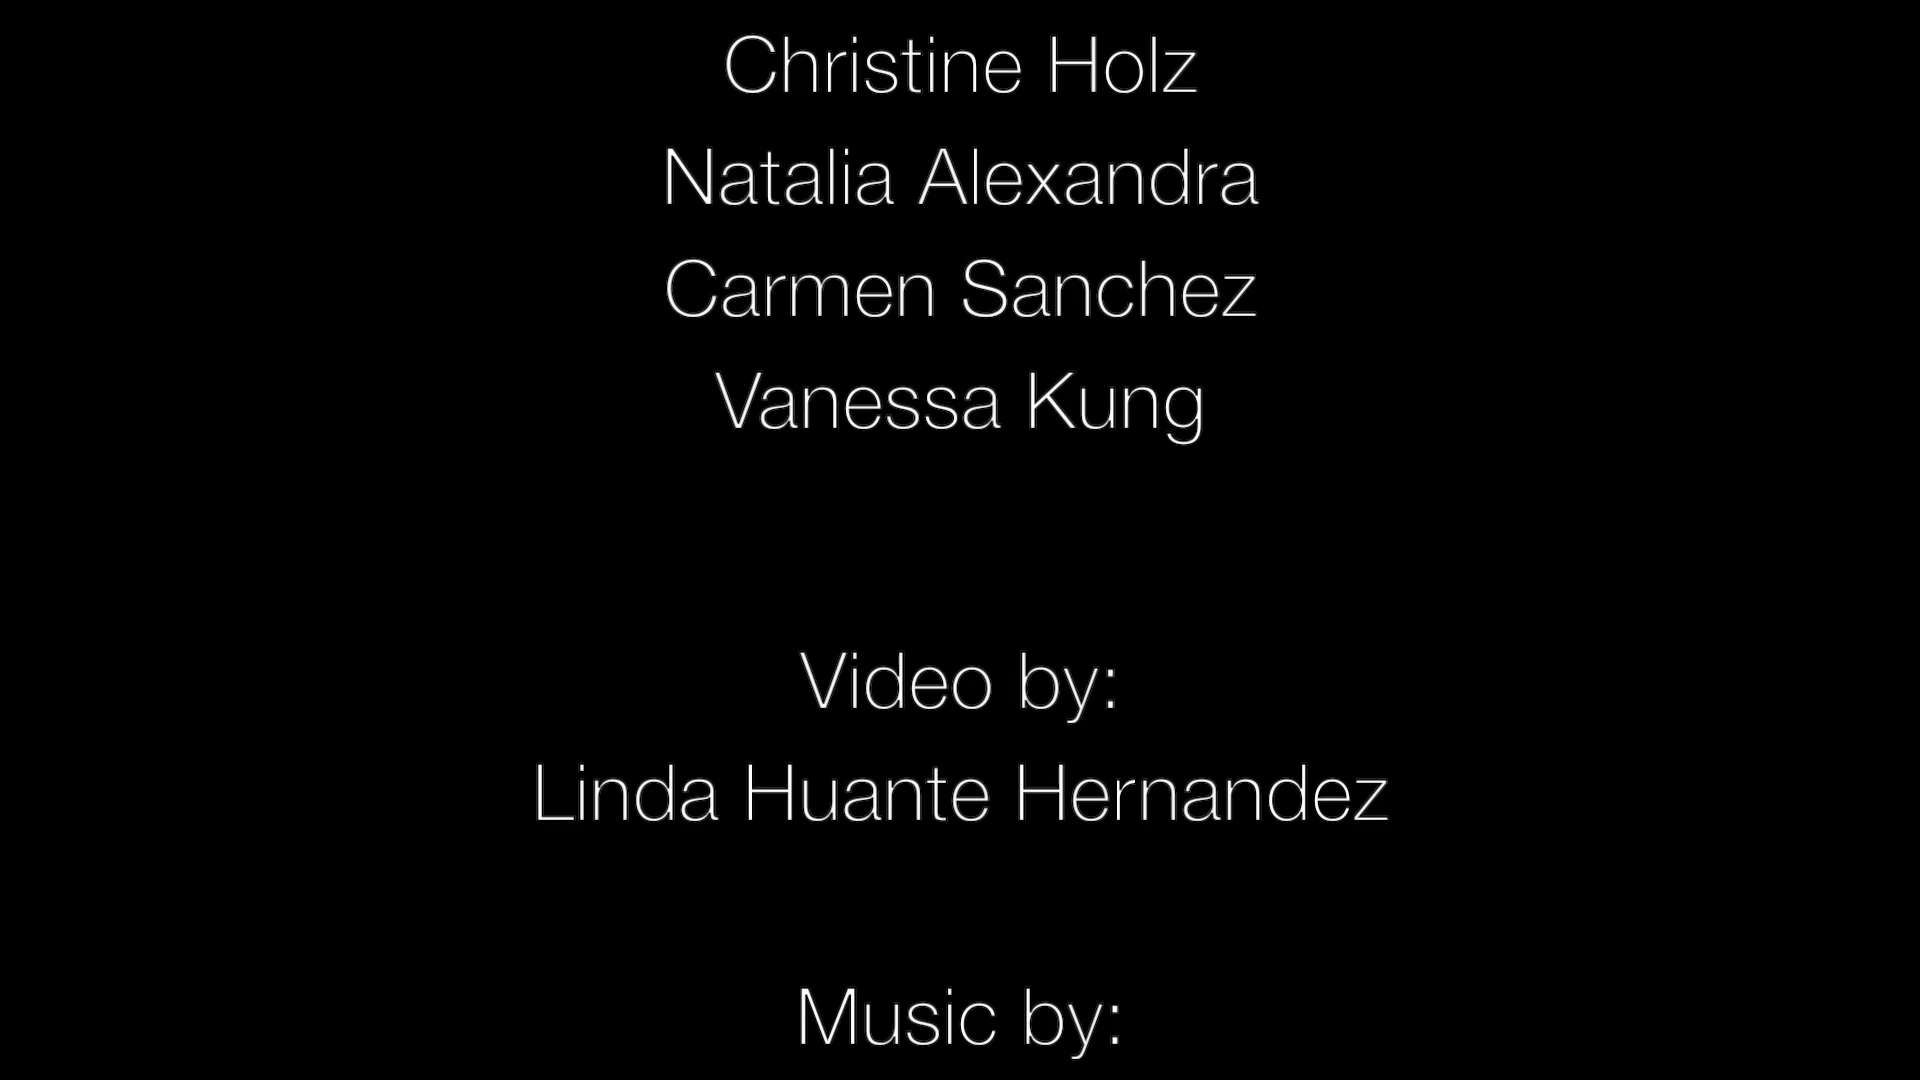 Christine Holz
Natalia Alexandra
Carmen Sanchez
Vanessa Kung
Video by:
Linda Huante Hernandez
Music by: